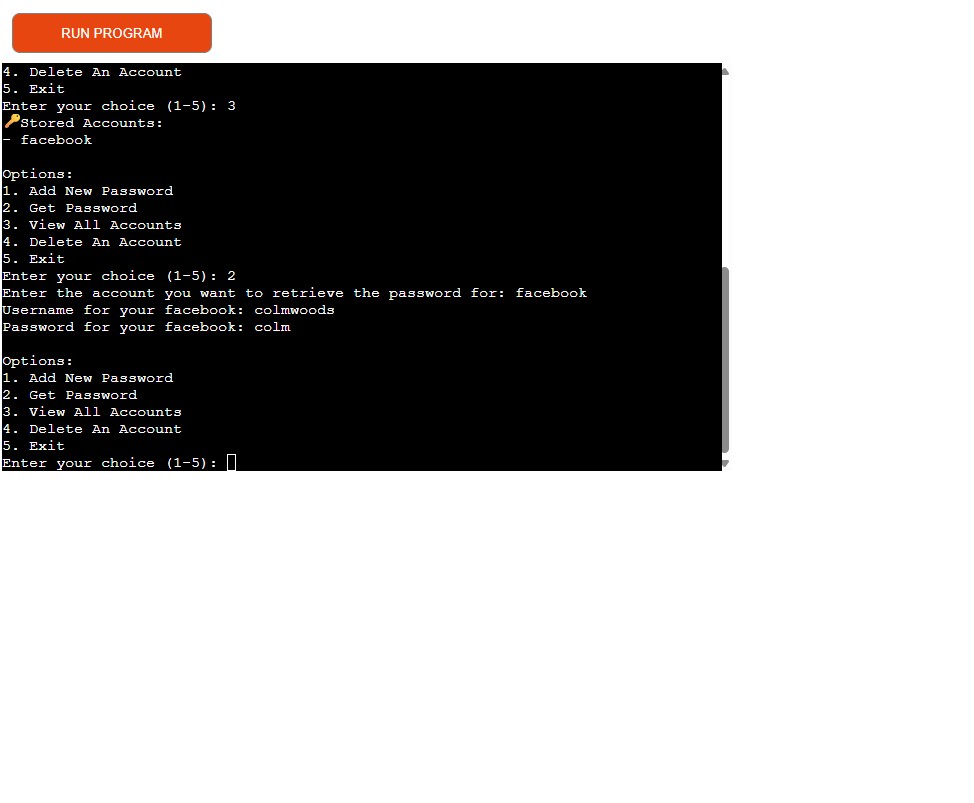 RUN PROGRAM
4. Delete An Account
5. Exit
Enter your choice (1-5): 3
🔑Stored Accounts:
- facebook
Options:
1. Add New Password
2. Get Password
3. View All Accounts
4. Delete An Account
5. Exit
Enter your choice (1-5): 2
Enter the account you want to retrieve the password for: facebook
Username for your facebook: colmwoods
Password for your facebook: colm
Options:
1. Add New Password
2. Get Password
3. View All Accounts
4. Delete An Account
5. Exit
Enter your choice (1-5):